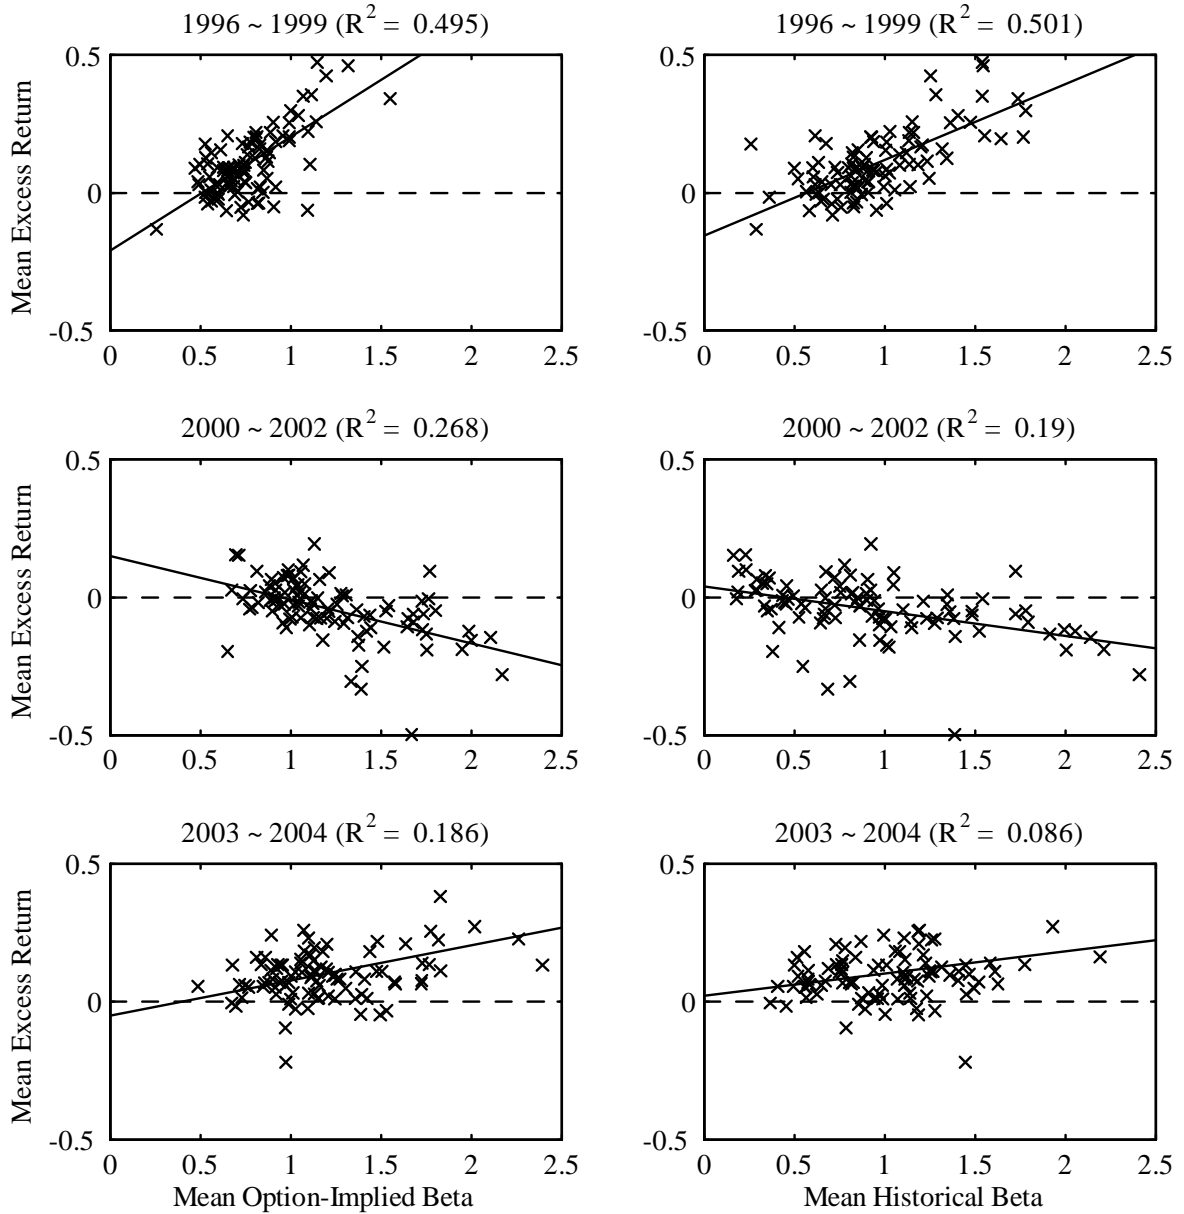 1996 ~ 1999 (R² = 0.495)
1996 ~ 1999 (R² = 0.501)
0.5
0
-0.5
Mean Excess Return
0 0.5 1 1.5 2 2.5
0.5
0
-0.5
0 0.5 1 1.5 2 2.5
2000 ~ 2002 (R² = 0.268)
2000 ~ 2002 (R² = 0.19)
0.5
0
-0.5
Mean Excess Return
0 0.5 1 1.5 2 2.5
0.5
0
-0.5
0 0.5 1 1.5 2 2.5
2003 ~ 2004 (R² = 0.186)
2003 ~ 2004 (R² = 0.086)
0.5
0
-0.5
Mean Excess Return
0 0.5 1 1.5 2 2.5
Mean Option-Implied Beta
0.5
0
-0.5
0 0.5 1 1.5 2 2.5
Mean Historical Beta